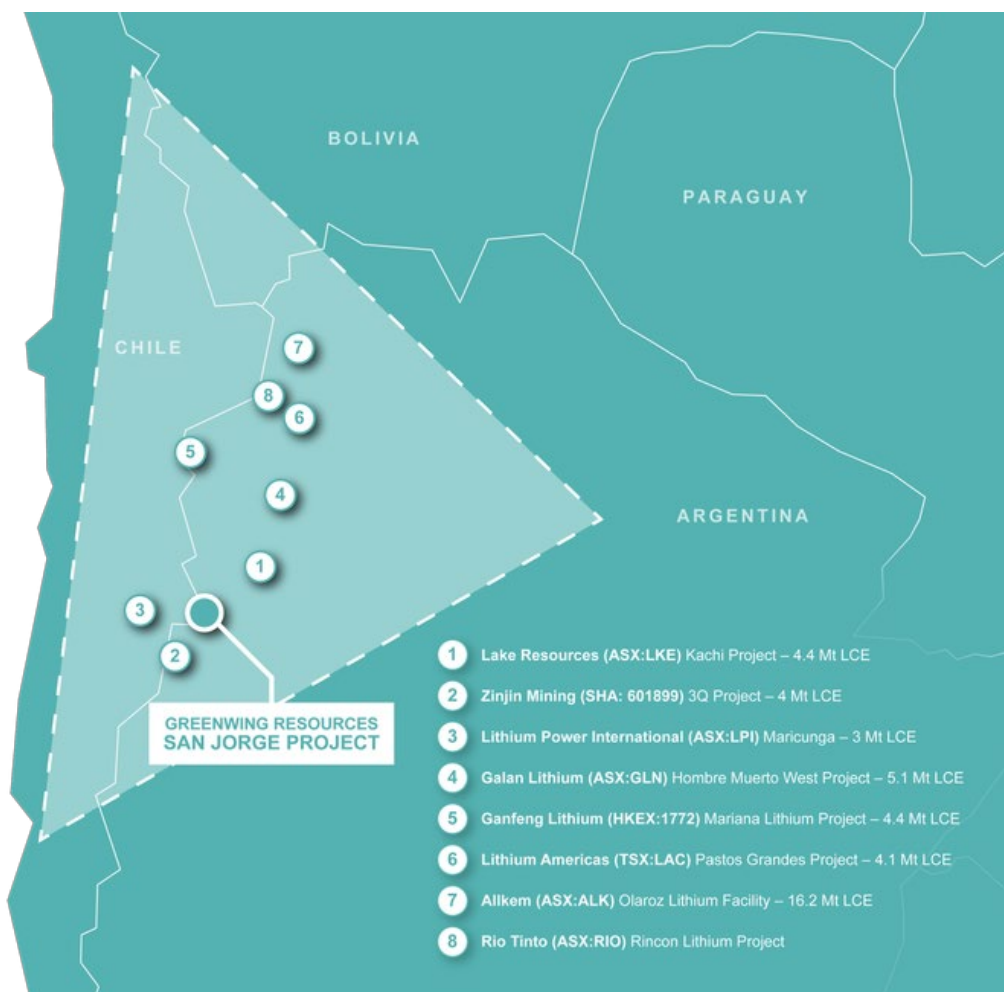 BOLIVIA
PARAGUAY
CHILE
7
8
6
5
4
ARGENTINA
1
3
2
GREENWING RESOURCES
SAN JORGE PROJECT
1 Lake Resources (ASX:LKE) Kachi Project – 4.4 Mt LCE
2 Zinjin Mining (SHA: 601899) 3Q Project – 4 Mt LCE
3 Lithium Power International (ASX:LPI) Maricunga – 3 Mt LCE
4 Galan Lithium (ASX:GLN) Hombre Muerto West Project – 5.1 Mt LCE
5 Ganfeng Lithium (HKEX:1772) Mariana Lithium Project – 4.4 Mt LCE
6 Lithium Americas (TSX:LAC) Pastos Grandes Project – 4.1 Mt LCE
7 Allkem (ASX:ALK) Olaroz Lithium Facility – 16.2 Mt LCE
8 Rio Tinto (ASX:RIO) Rincon Lithium Project